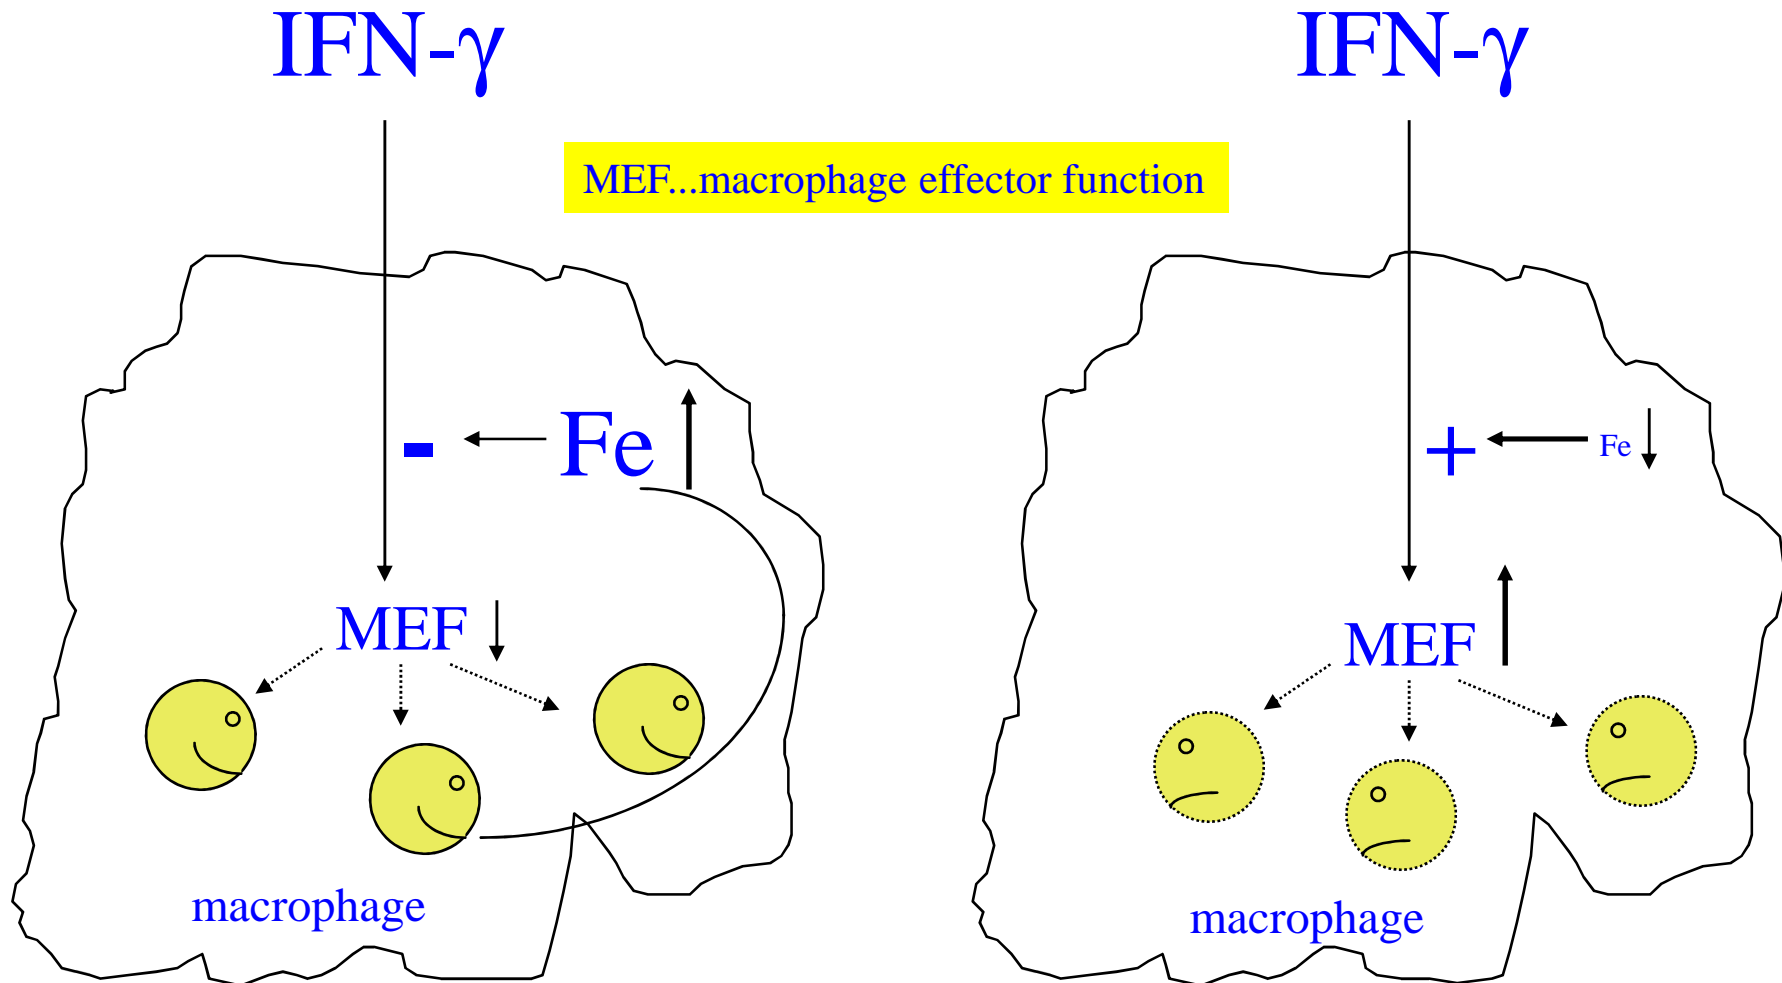 IFN-γ
IFN-γ
MEF...macrophage effector function
- Fe
+ Fe
MEF
MEF
macrophage
macrophage